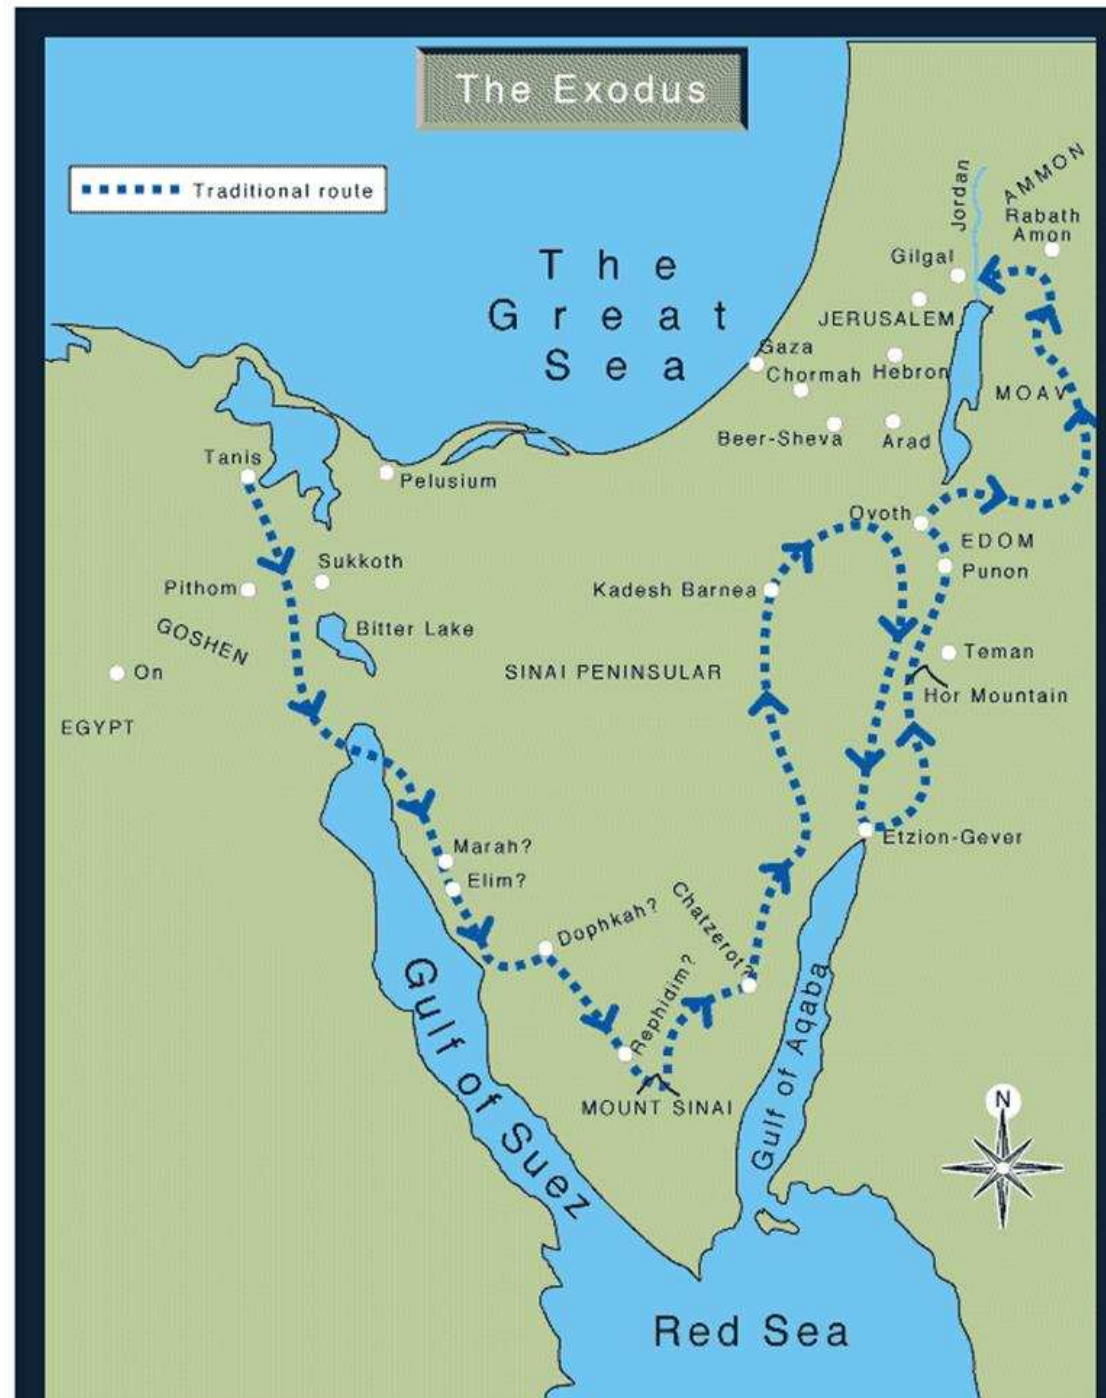 The Exodus
Traditional route
The
Great
Sea
Jordan
AMMON
Rabath
Amon
Gilgal
JERUSALEM
Gaza
Chormah
Hebron
MOAV
Beer-Sheva
Arad
Tanis
Pelusium
Ovoth
EDOM
Punon
Sukkoth
Pithom
Kadesh Barnea
GOSHEN
Bitter Lake
On
SINAI PENINSULAR
Teman
Hor Mountain
EGYPT
Etzion-Gever
Marah?
Elim?
Dophkah?
Chatzerot?
Rephidim?
Gulf of Suez
Gulf of Aqaba
MOUNT SINAI
N
Red Sea